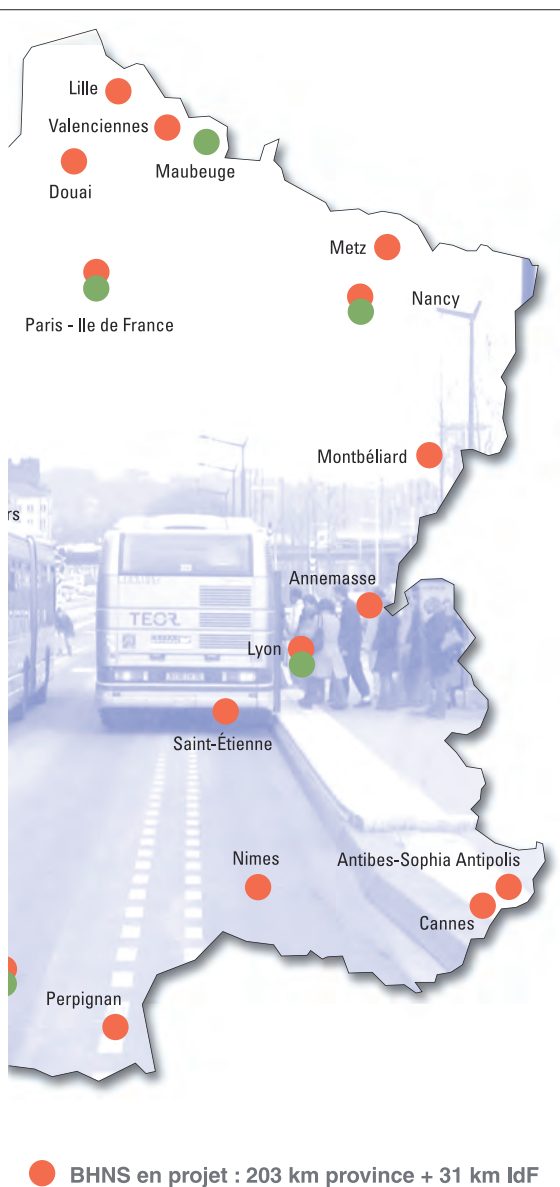 Lille
Valenciennes
Maubeuge
Douai
Metz
Nancy
Paris - Ile de France
Montbéliard
rs
Annemasse
TEOR
Lyon
Saint-Étienne
Nimes
Antibes-Sophia Antipolis
Cannes
Perpignan
BHNS en projet : 203 km province + 31 km IdF